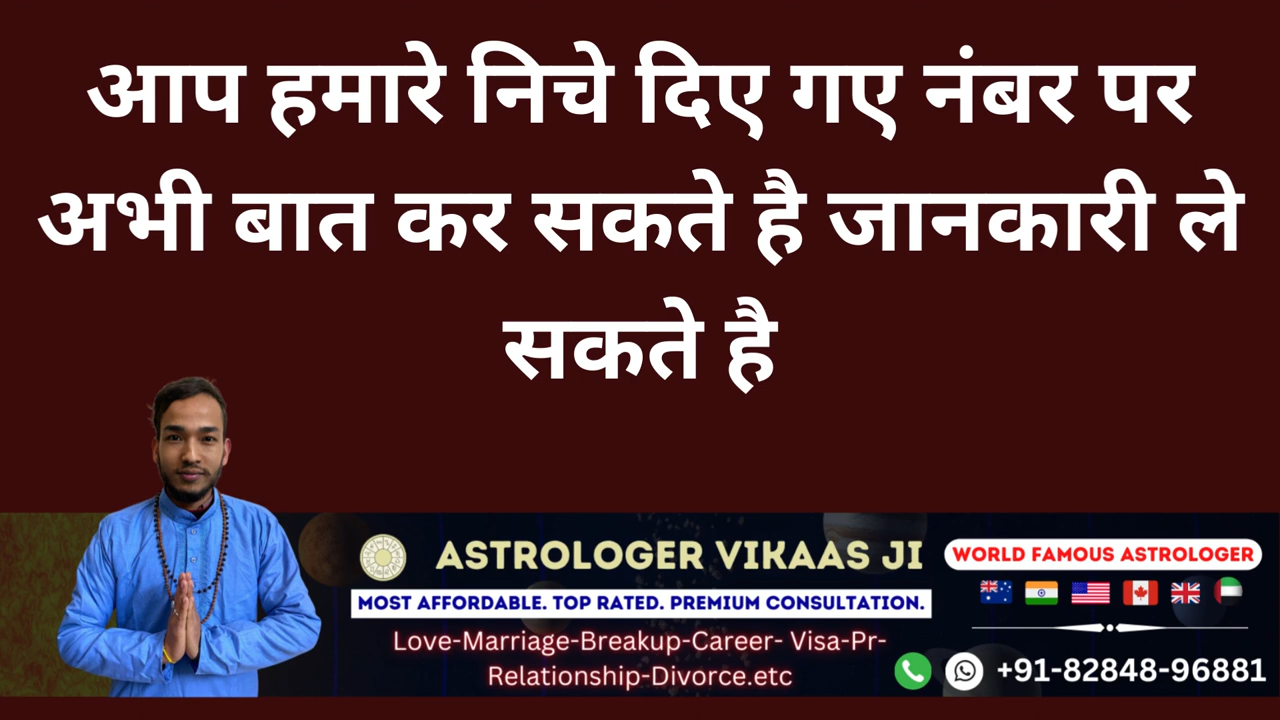 आप हमारे निचे दिए गए नंबर पर
अभी बात कर सकते है जानकारी ले
सकते है
ASTROLOGER VIKAAS JI
WORLD FAMOUS ASTROLOGER
MOST AFFORDABLE. TOP RATED. PREMIUM CONSULTATION.
Love-Marriage-Breakup-Career- Visa-Pr-
Relationship-Divorce.etc
+91-82848-96881